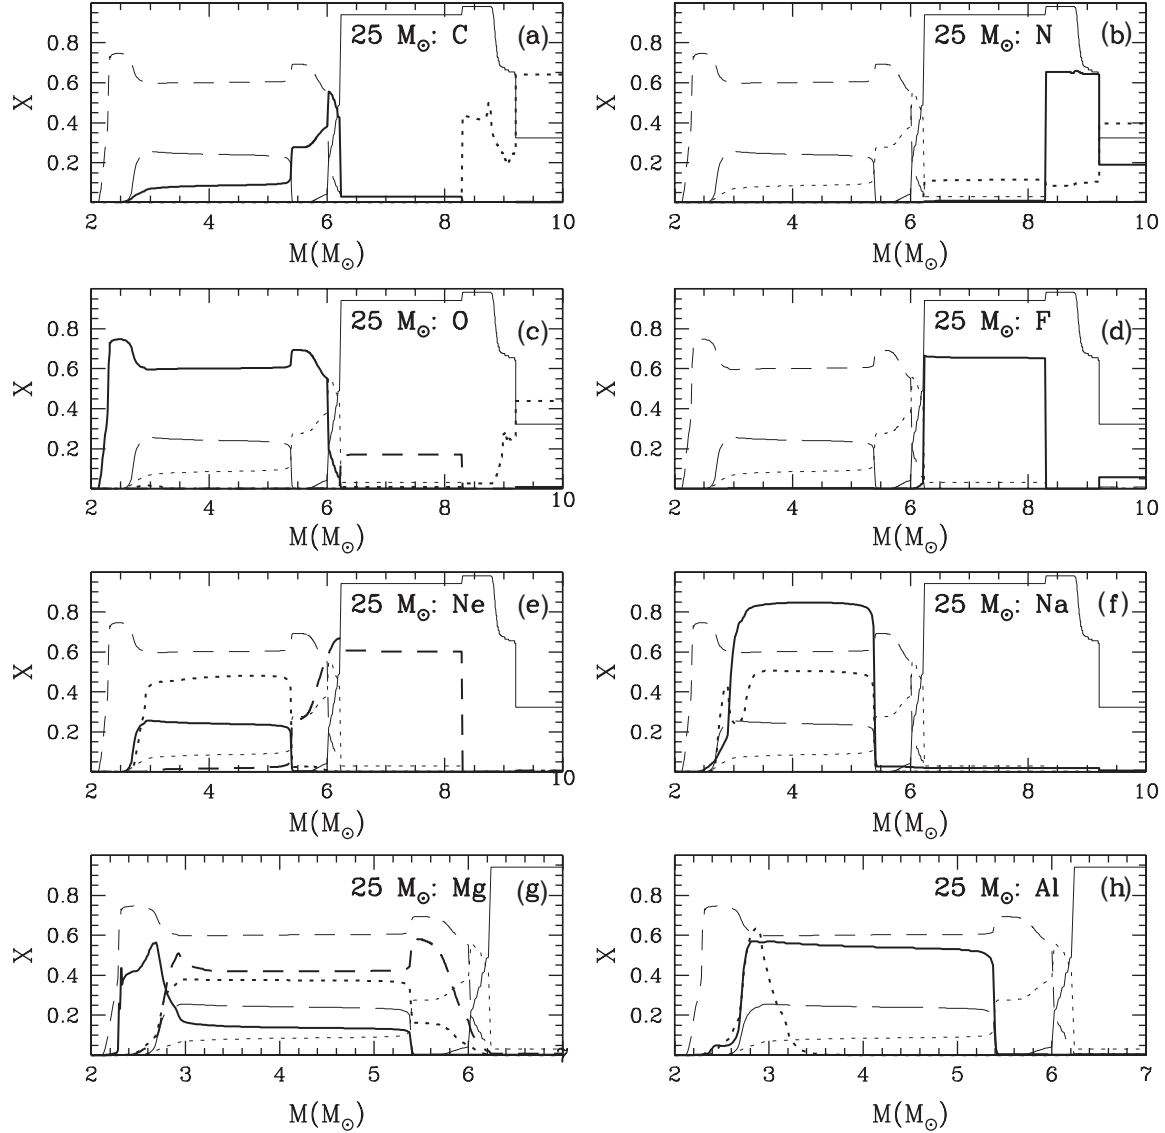 25 M☉: C (a)
0.8
0.6
0.4
0.2
X
2 4 6 8 10
M(M☉)
25 M☉: N (b)
0.8
0.6
0.4
0.2
X
2 4 6 8 10
M(M☉)
25 M☉: O (c)
0.8
0.6
0.4
0.2
X
2 4 6 8 10
M(M☉)
25 M☉: F (d)
0.8
0.6
0.4
0.2
X
2 4 6 8 10
M(M☉)
25 M☉: Ne (e)
0.8
0.6
0.4
0.2
X
2 4 6 8 10
M(M☉)
25 M☉: Na (f)
0.8
0.6
0.4
0.2
X
2 4 6 8 10
M(M☉)
25 M☉: Mg (g)
0.8
0.6
0.4
0.2
X
2 3 4 5 6 7
M(M☉)
25 M☉: Al (h)
0.8
0.6
0.4
0.2
X
2 3 4 5 6 7
M(M☉)